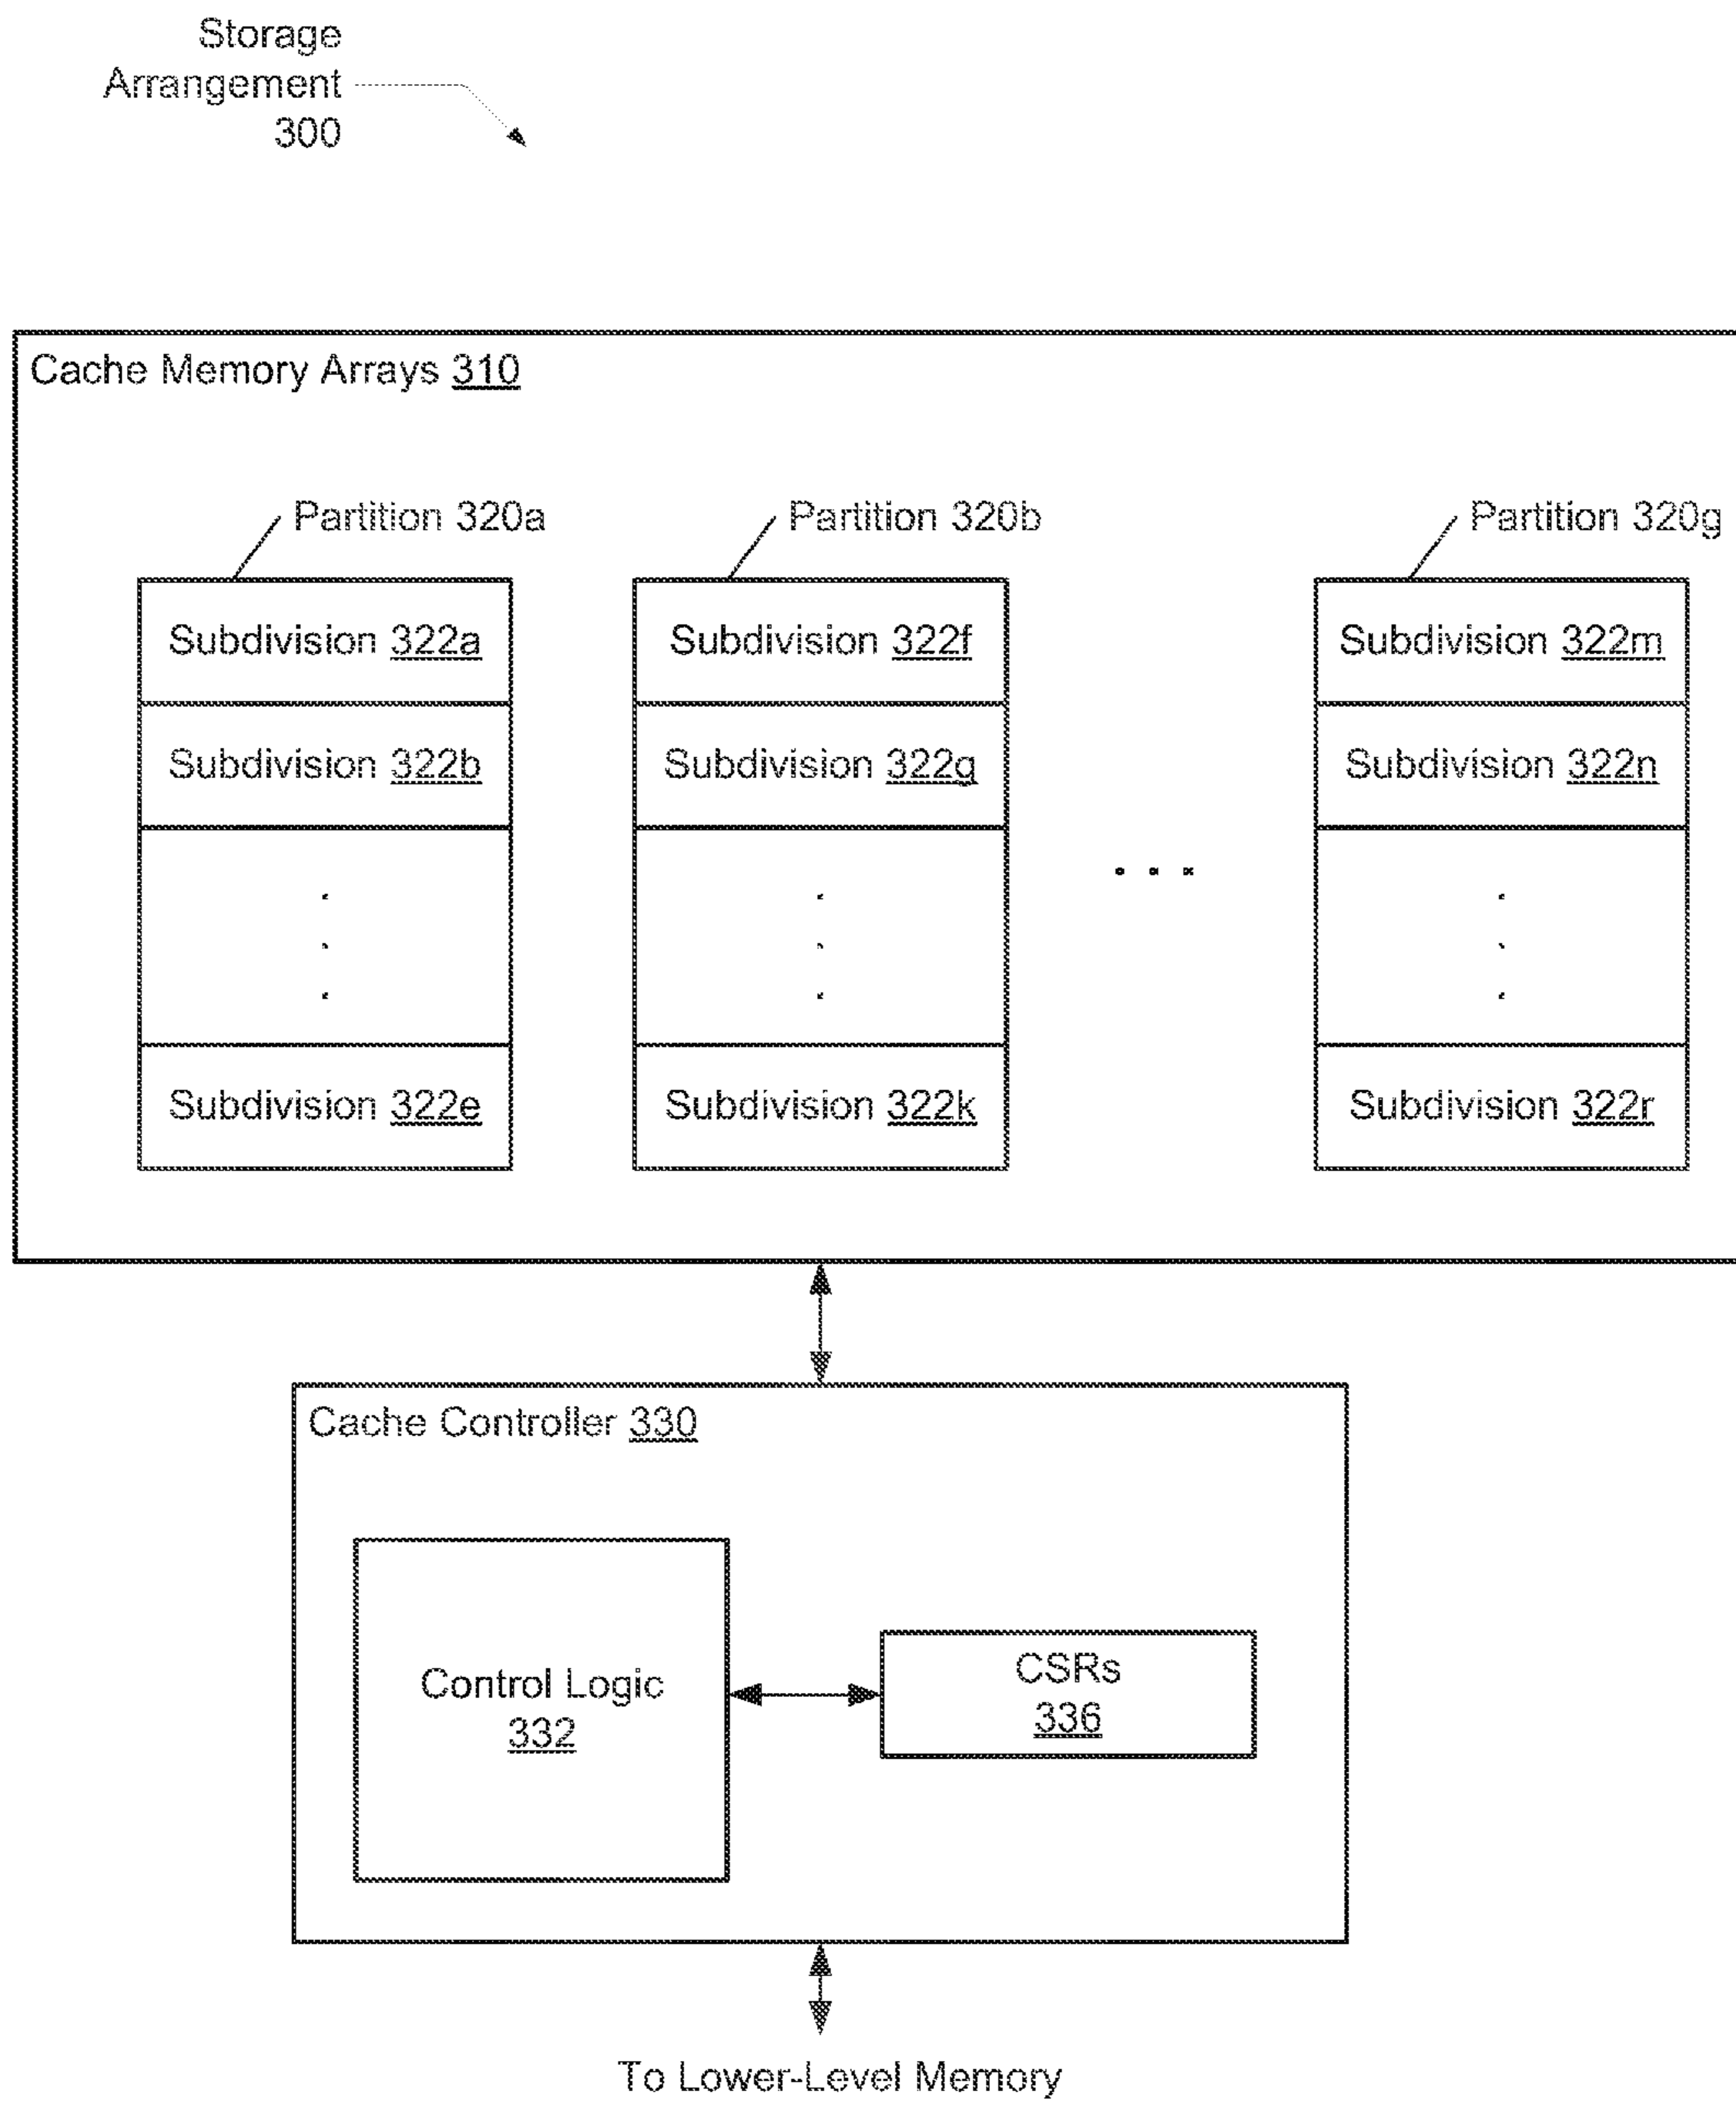 Storage
Arrangement
300
Cache Memory Arrays 310
Partition 320a
Partition 320b
Partition 320g
Subdivision 322a
Subdivision 322f
Subdivision 322m
Subdivision 322b
Subdivision 322g
Subdivision 322n
. . .
Subdivision 322e
Subdivision 322k
Subdivision 322r
Cache Controller 330
Control Logic
332
CSRs
336
To Lower-Level Memory